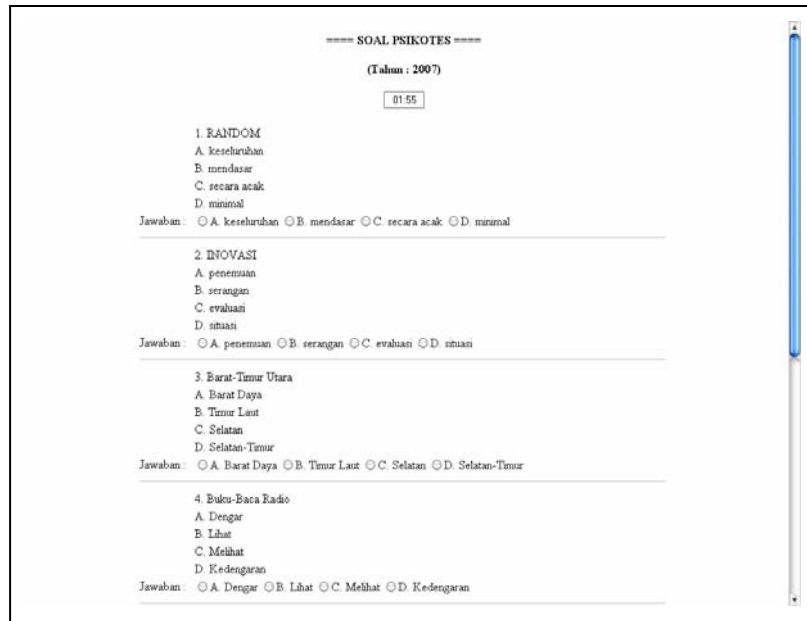 ==== SOAL PSIKOTES ====
(Tahun : 2007)
01:55
1. RANDOM
A. keseluruhan
B. mendasar
C. secara acak
D. minimal
Jawaban : A. keseluruhan B. mendasar C. secara acak D. minimal
2. INOVASI
A. penemuan
B. serangan
C. evaluasi
D. situasi
Jawaban : A. penemuan B. serangan C. evaluasi D. situasi
3. Barat-Timur Utara
A. Barat Daya
B. Timur Laut
C. Selatan
D. Selatan-Timur
Jawaban : A. Barat Daya B. Timur Laut C. Selatan D. Selatan-Timur
4. Buku-Baca Radio
A. Dengar
B. Lihat
C. Melihat
D. Kedengaran
Jawaban : A. Dengar B. Lihat C. Melihat D. Kedengaran